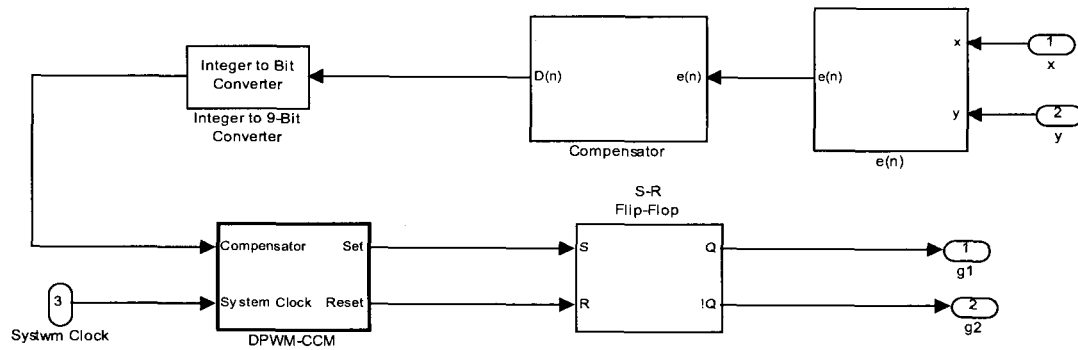 Integer to Bit
Converter
Integer to 9-Bit
Converter
D(n)
e(n)
Compensator
e(n)
x
y
e(n)
1
x
2
y
S-R
Flip-Flop
Compensator
Set
System Clock
Reset
DPWM-CCM
3
Systwm Clock
S
Q
R
!Q
1
g1
2
g2